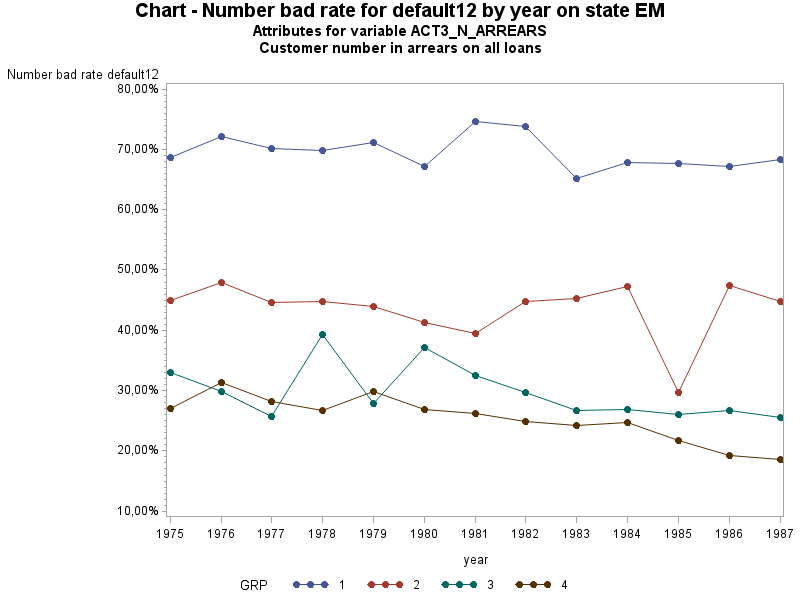 Chart - Number bad rate for default12 by year on state EM
Attributes for variable ACT3_N_ARREARS
Customer number in arrears on all loans
Number bad rate default12
80,00%
70,00%
60,00%
50,00%
40,00%
30,00%
20,00%
10,00%
1975 1976 1977 1978 1979 1980 1981 1982 1983 1984 1985 1986 1987
year
GRP 1 2 3 4